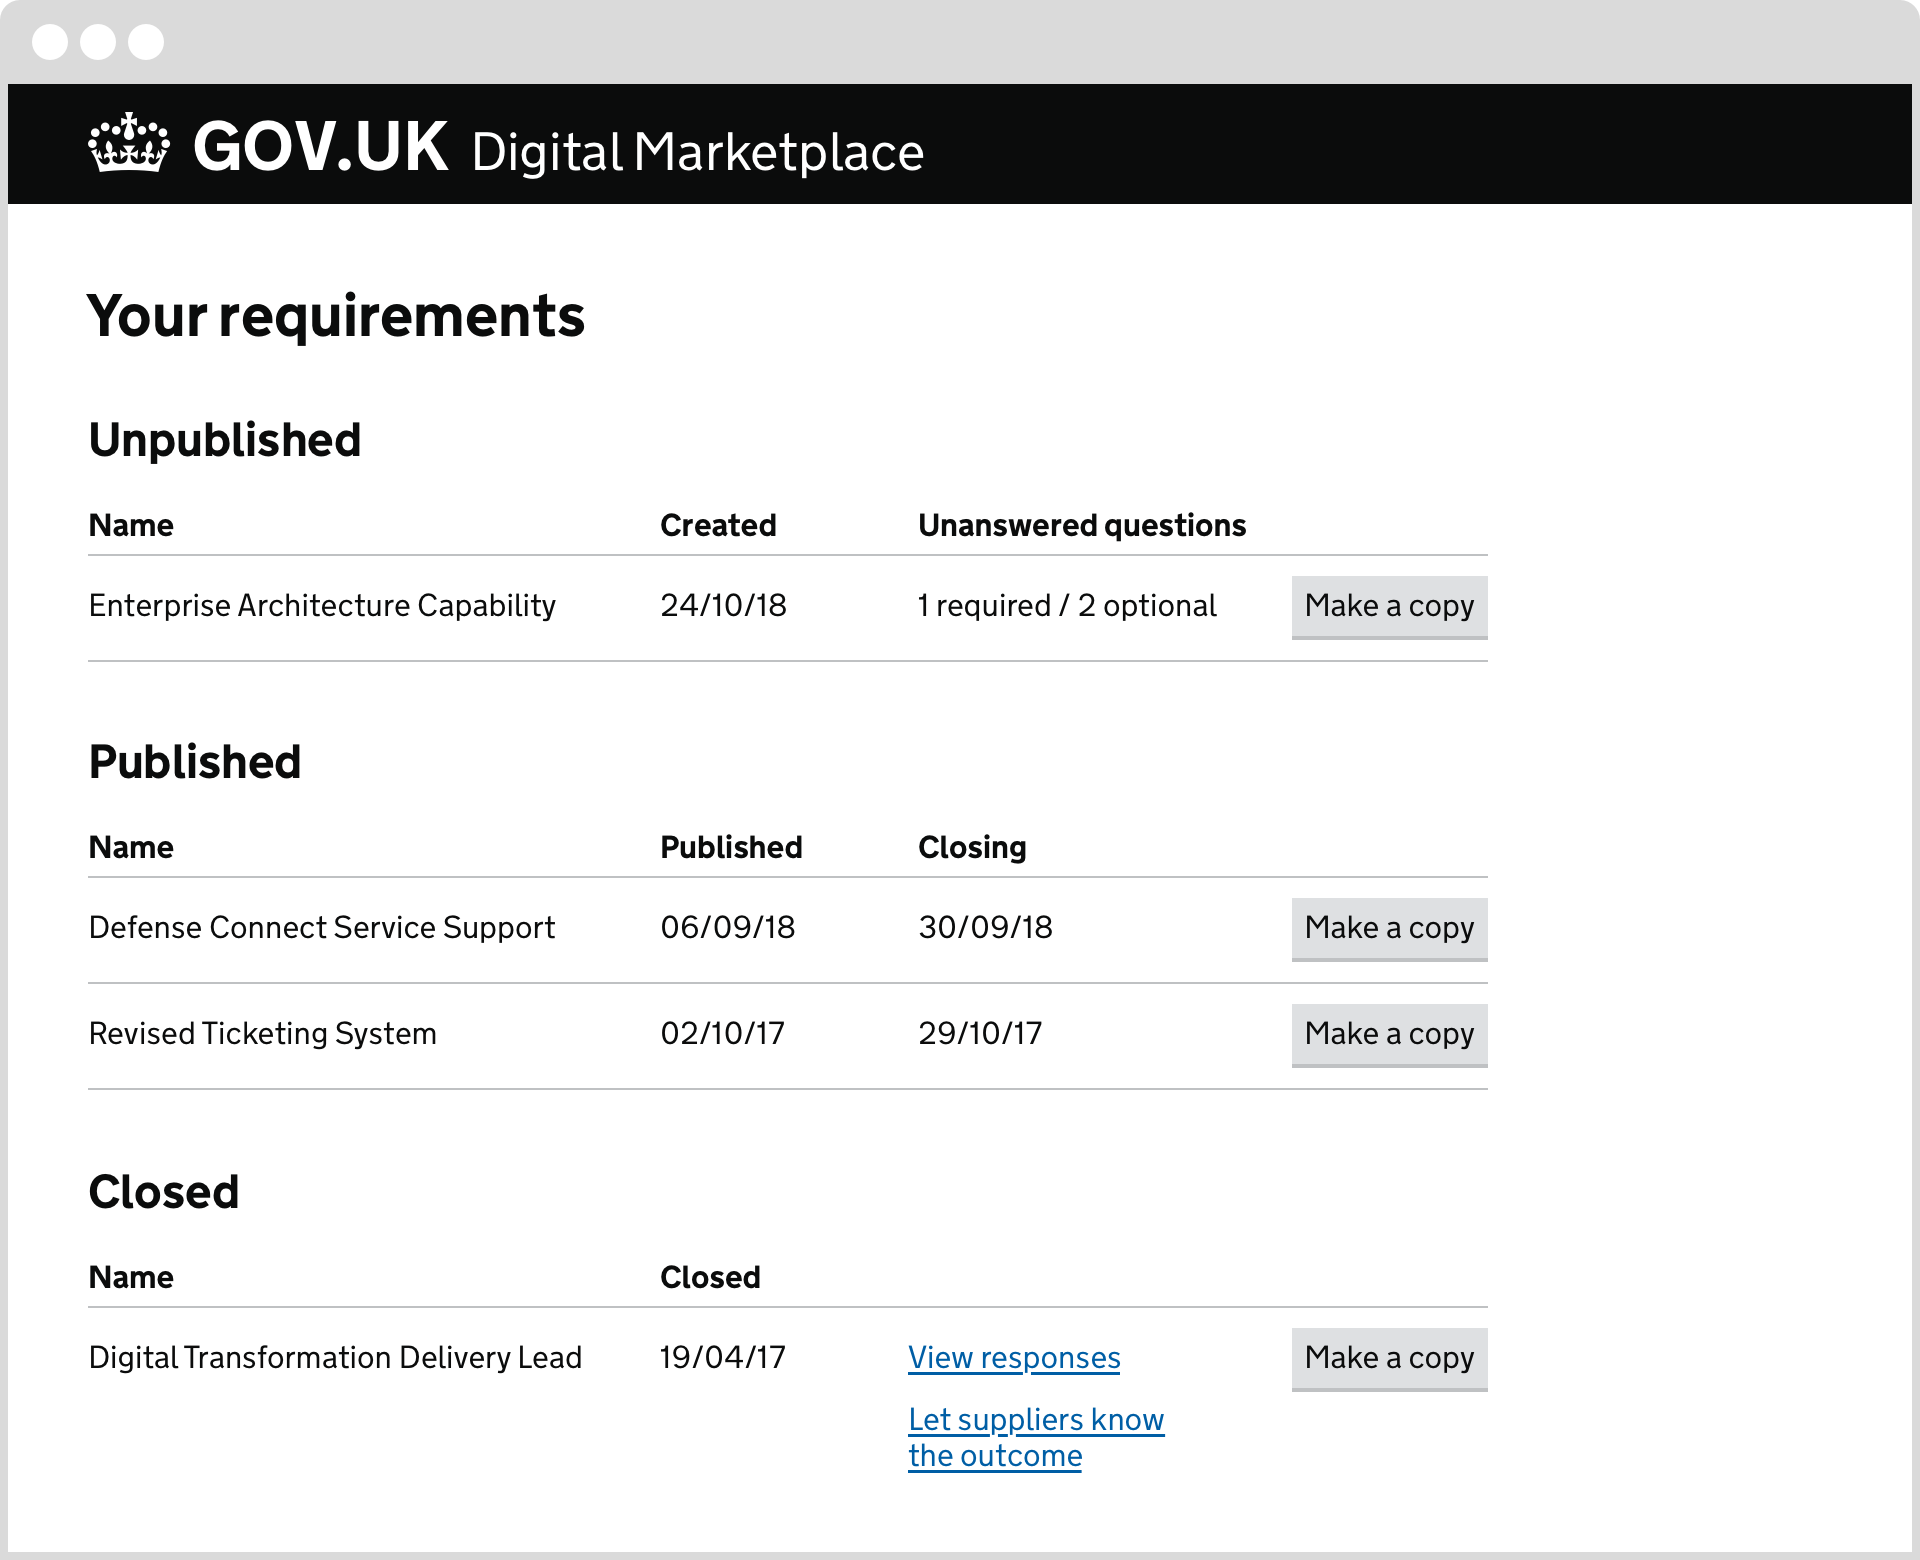 GOV.UK Digital Marketplace
Your requirements
Unpublished
Name Created Unanswered questions
Enterprise Architecture Capability 24/10/18 1 required / 2 optional Make a copy
Published
Name Published Closing
Defense Connect Service Support 06/09/18 30/09/18 Make a copy
Revised Ticketing System 02/10/17 29/10/17 Make a copy
Closed
Name Closed
Digital Transformation Delivery Lead 19/04/17 View responses Make a copy
Let suppliers know
the outcome